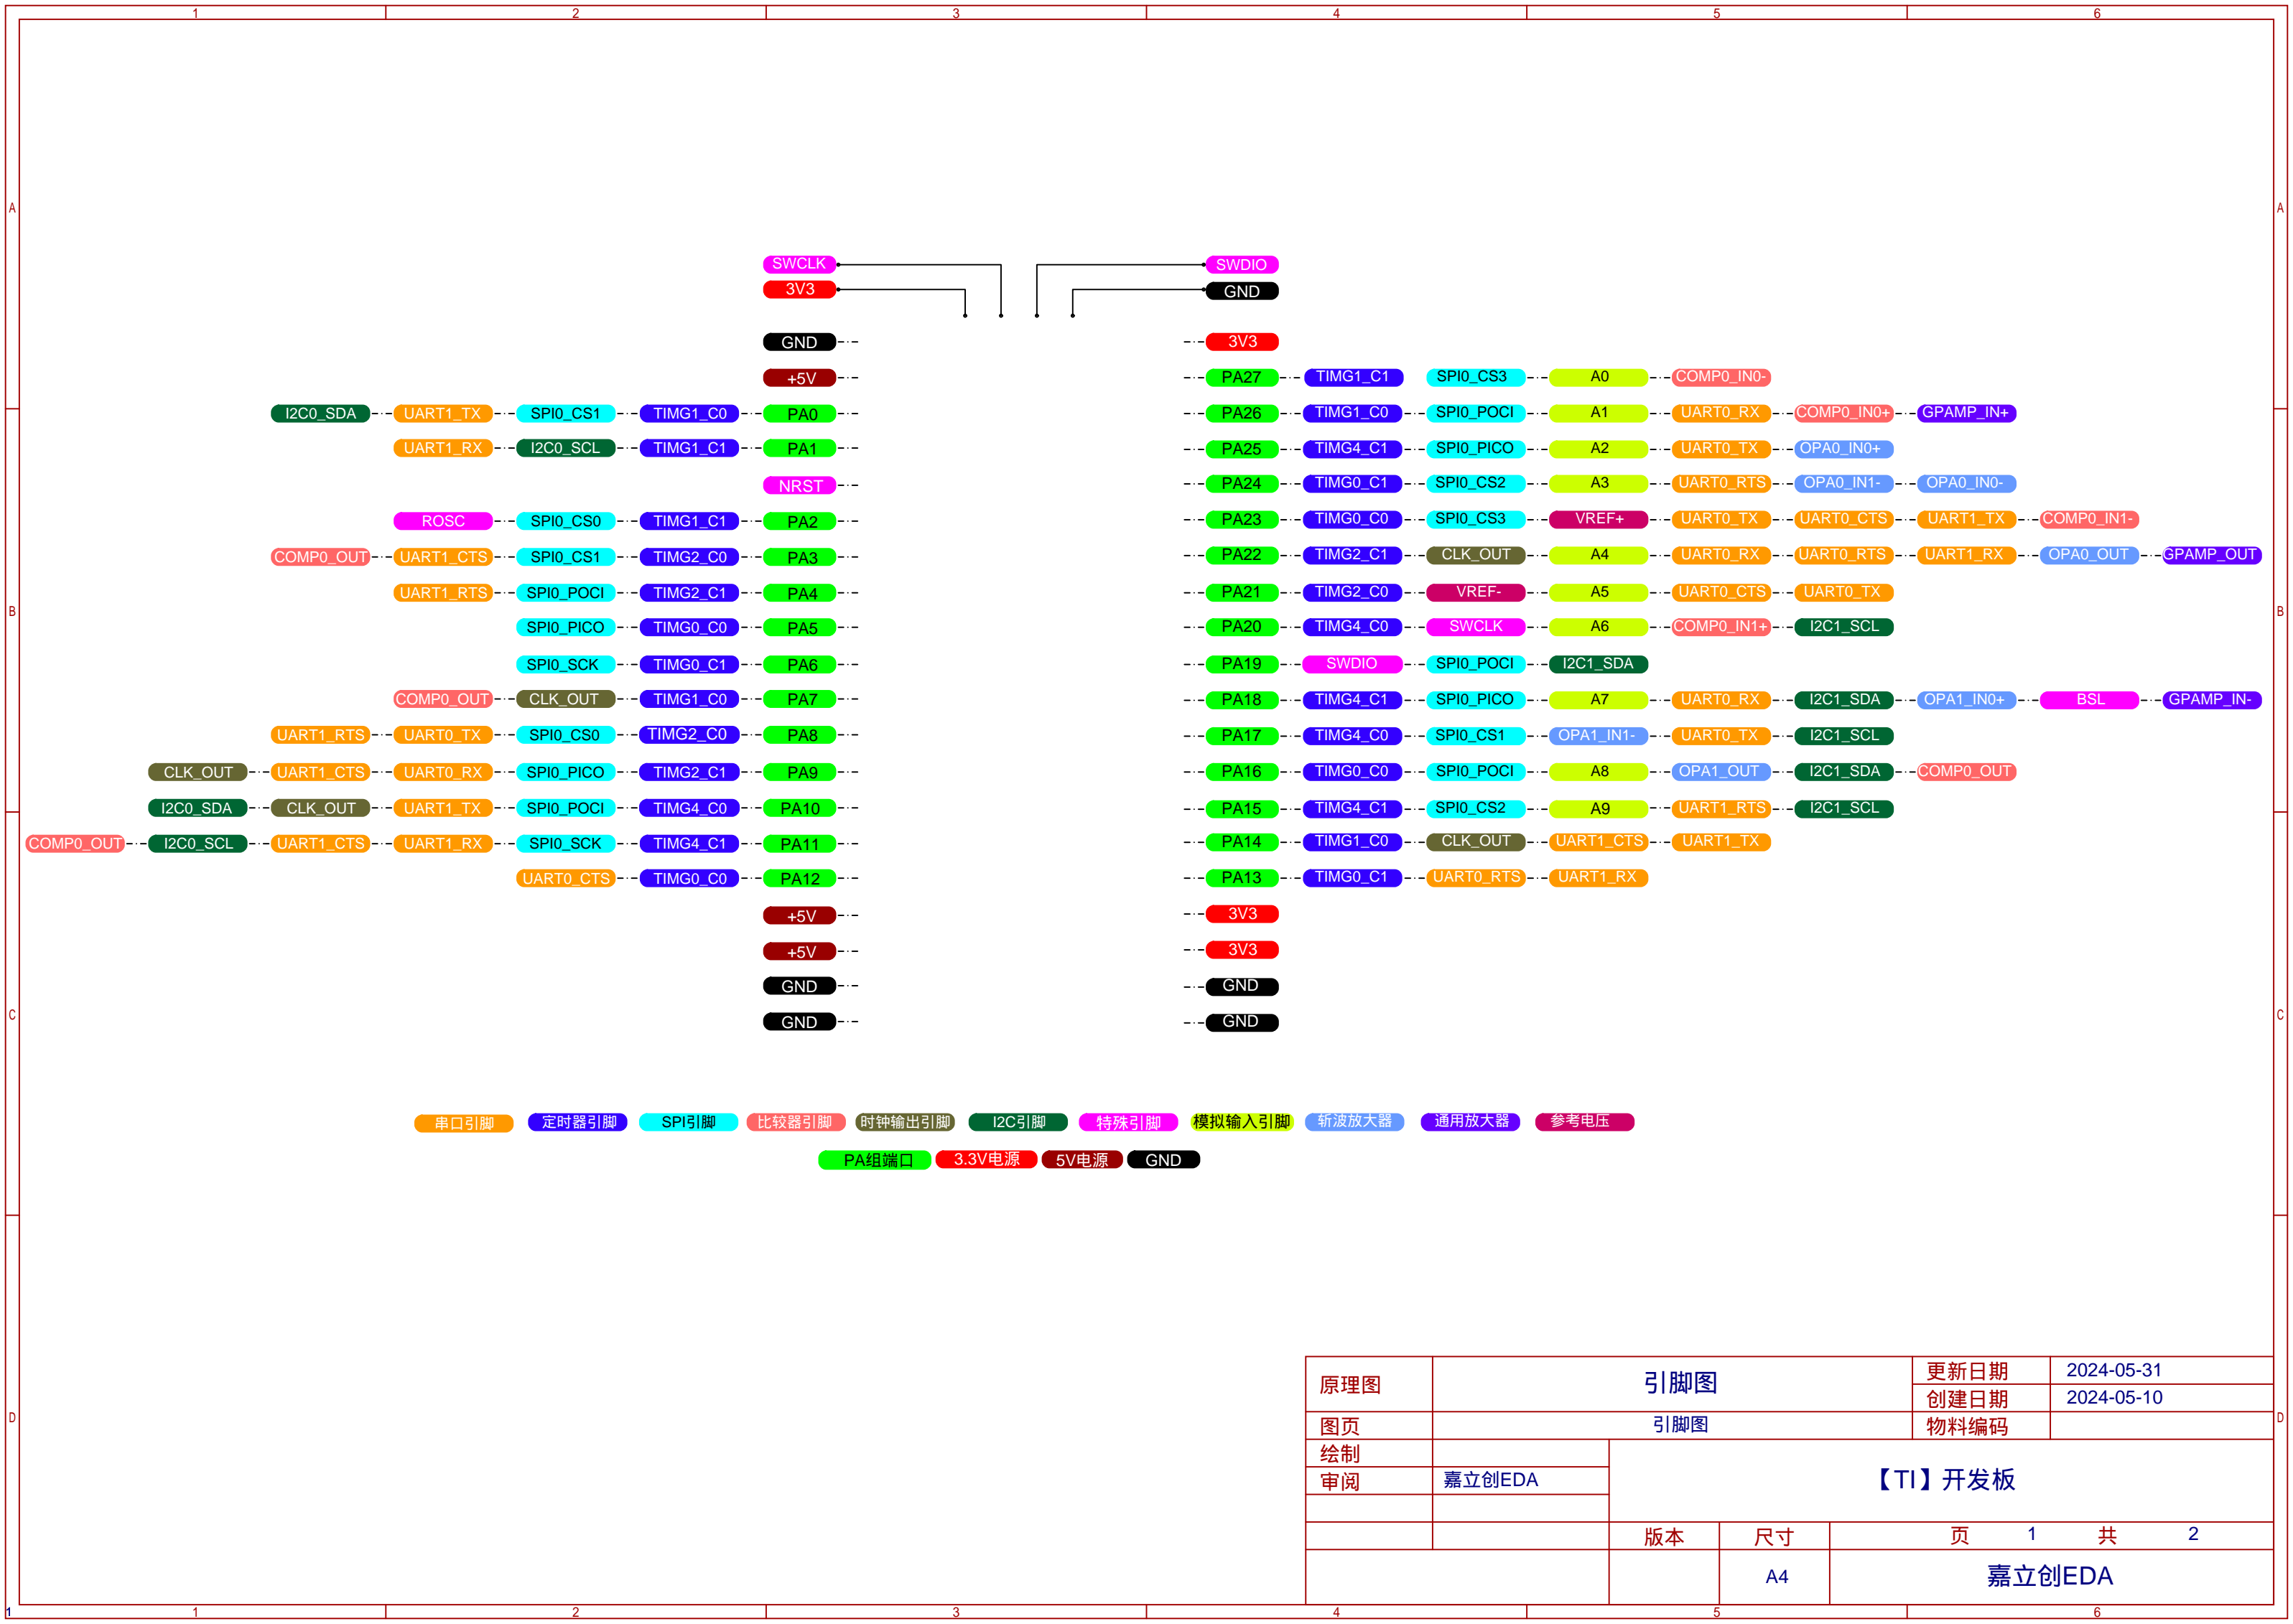 1 2 3 4 5 6
A A
SWCLK SWDIO
3V3 GND
GND 3V3
+5V PA27 TIMG1_C1 SPI0_CS3 A0 COMP0_IN0-
I2C0_SDA UART1_TX SPI0_CS1 TIMG1_C0 PA0 PA26 TIMG1_C0 SPI0_POCI A1 UART0_RX COMP0_IN0+ GPAMP_IN+
UART1_RX I2C0_SCL TIMG1_C1 PA1 PA25 TIMG4_C1 SPI0_PICO A2 UART0_TX OPA0_IN0+
NRST PA24 TIMG0_C1 SPI0_CS2 A3 UART0_RTS OPA0_IN1- OPA0_IN0-
ROSC SPI0_CS0 TIMG1_C1 PA2 PA23 TIMG0_C0 SPI0_CS3 VREF+ UART0_TX UART0_CTS UART1_TX COMP0_IN1-
COMP0_OUT UART1_CTS SPI0_CS1 TIMG2_C0 PA3 PA22 TIMG2_C1 CLK_OUT A4 UART0_RX UART0_RTS UART1_RX OPA0_OUT GPAMP_OUT
UART1_RTS SPI0_POCI TIMG2_C1 PA4 PA21 TIMG2_C0 VREF- A5 UART0_CTS UART0_TX
B B
SPI0_PICO TIMG0_C0 PA5 PA20 TIMG4_C0 SWCLK A6 COMP0_IN1+ I2C1_SCL
SPI0_SCK TIMG0_C1 PA6 PA19 SWDIO SPI0_POCI I2C1_SDA
COMP0_OUT CLK_OUT TIMG1_C0 PA7 PA18 TIMG4_C1 SPI0_PICO A7 UART0_RX I2C1_SDA OPA1_IN0+ BSL GPAMP_IN-
UART1_RTS UART0_TX SPI0_CS0 TIMG2_C0 PA8 PA17 TIMG4_C0 SPI0_CS1 OPA1_IN1- UART0_TX I2C1_SCL
CLK_OUT UART1_CTS UART0_RX SPI0_PICO TIMG2_C1 PA9 PA16 TIMG0_C0 SPI0_POCI A8 OPA1_OUT I2C1_SDA COMP0_OUT
I2C0_SDA CLK_OUT UART1_TX SPI0_POCI TIMG4_C0 PA10 PA15 TIMG4_C1 SPI0_CS2 A9 UART1_RTS I2C1_SCL
COMP0_OUT I2C0_SCL UART1_CTS UART1_RX SPI0_SCK TIMG4_C1 PA11 PA14 TIMG1_C0 CLK_OUT UART1_CTS UART1_TX
UART0_CTS TIMG0_C0 PA12 PA13 TIMG0_C1 UART0_RTS UART1_RX
+5V 3V3
+5V 3V3
GND GND
C C
GND GND
串口引脚 定时器引脚 SPI引脚 比较器引脚 时钟输出引脚 I2C引脚 特殊引脚 模拟输入引脚 斩波放大器 通用放大器 参考电压
PA组端口 3.3V电源 5V电源 GND
原理图 引脚图 更新日期 2024-05-31
创建日期 2024-05-10
D D
图页 引脚图 物料编码
绘制
审阅 嘉立创EDA 【TI】开发板
版本 尺寸 页 1 共 2
A4 嘉立创EDA
1 1 2 3 4 5 6